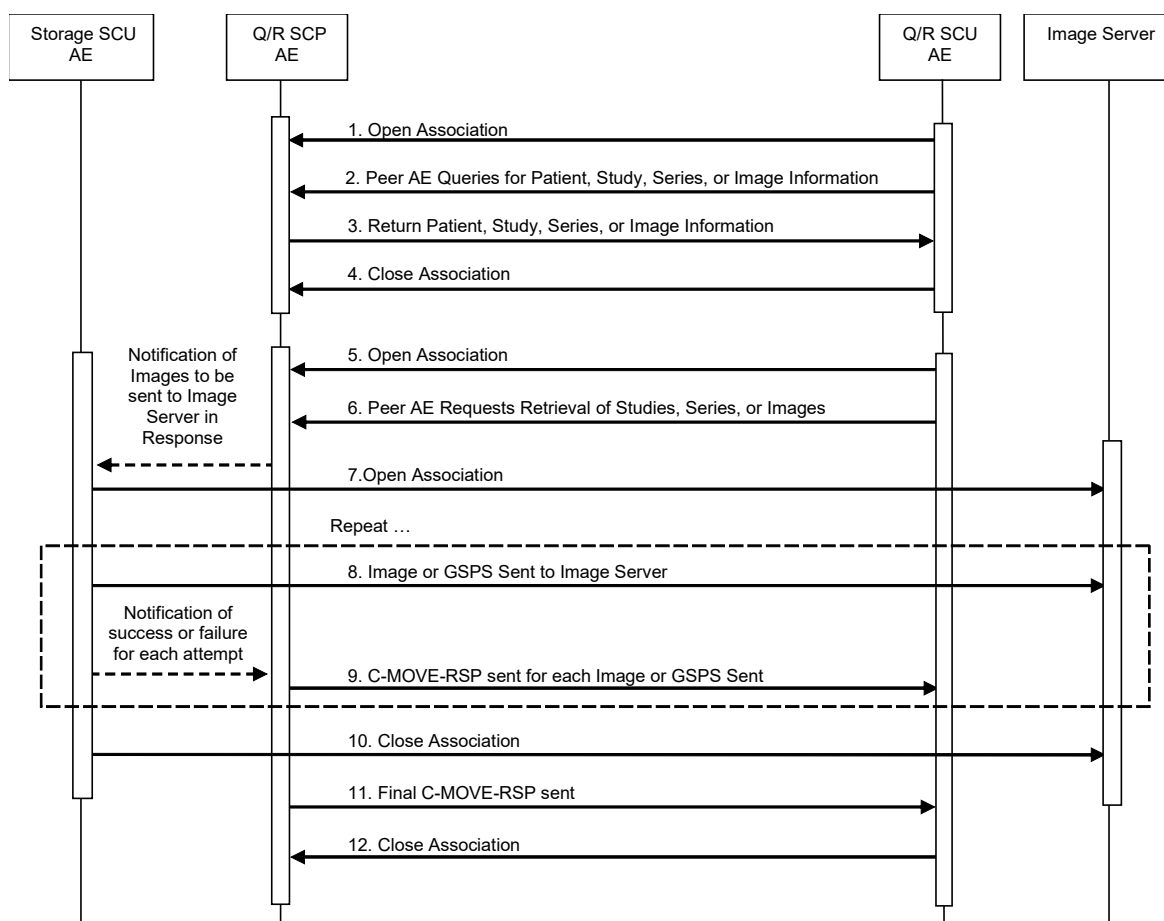 Storage SCU
AE
Q/R SCP
AE
Q/R SCU
AE
Image Server
1. Open Association
2. Peer AE Queries for Patient, Study, Series, or Image Information
3. Return Patient, Study, Series, or Image Information
4. Close Association
Notification of
Images to be
sent to Image
Server in
Response
5. Open Association
6. Peer AE Requests Retrieval of Studies, Series, or Images
7.Open Association
Repeat …
8. Image or GSPS Sent to Image Server
Notification of
success or failure
for each attempt
9. C-MOVE-RSP sent for each Image or GSPS Sent
10. Close Association
11. Final C-MOVE-RSP sent
12. Close Association